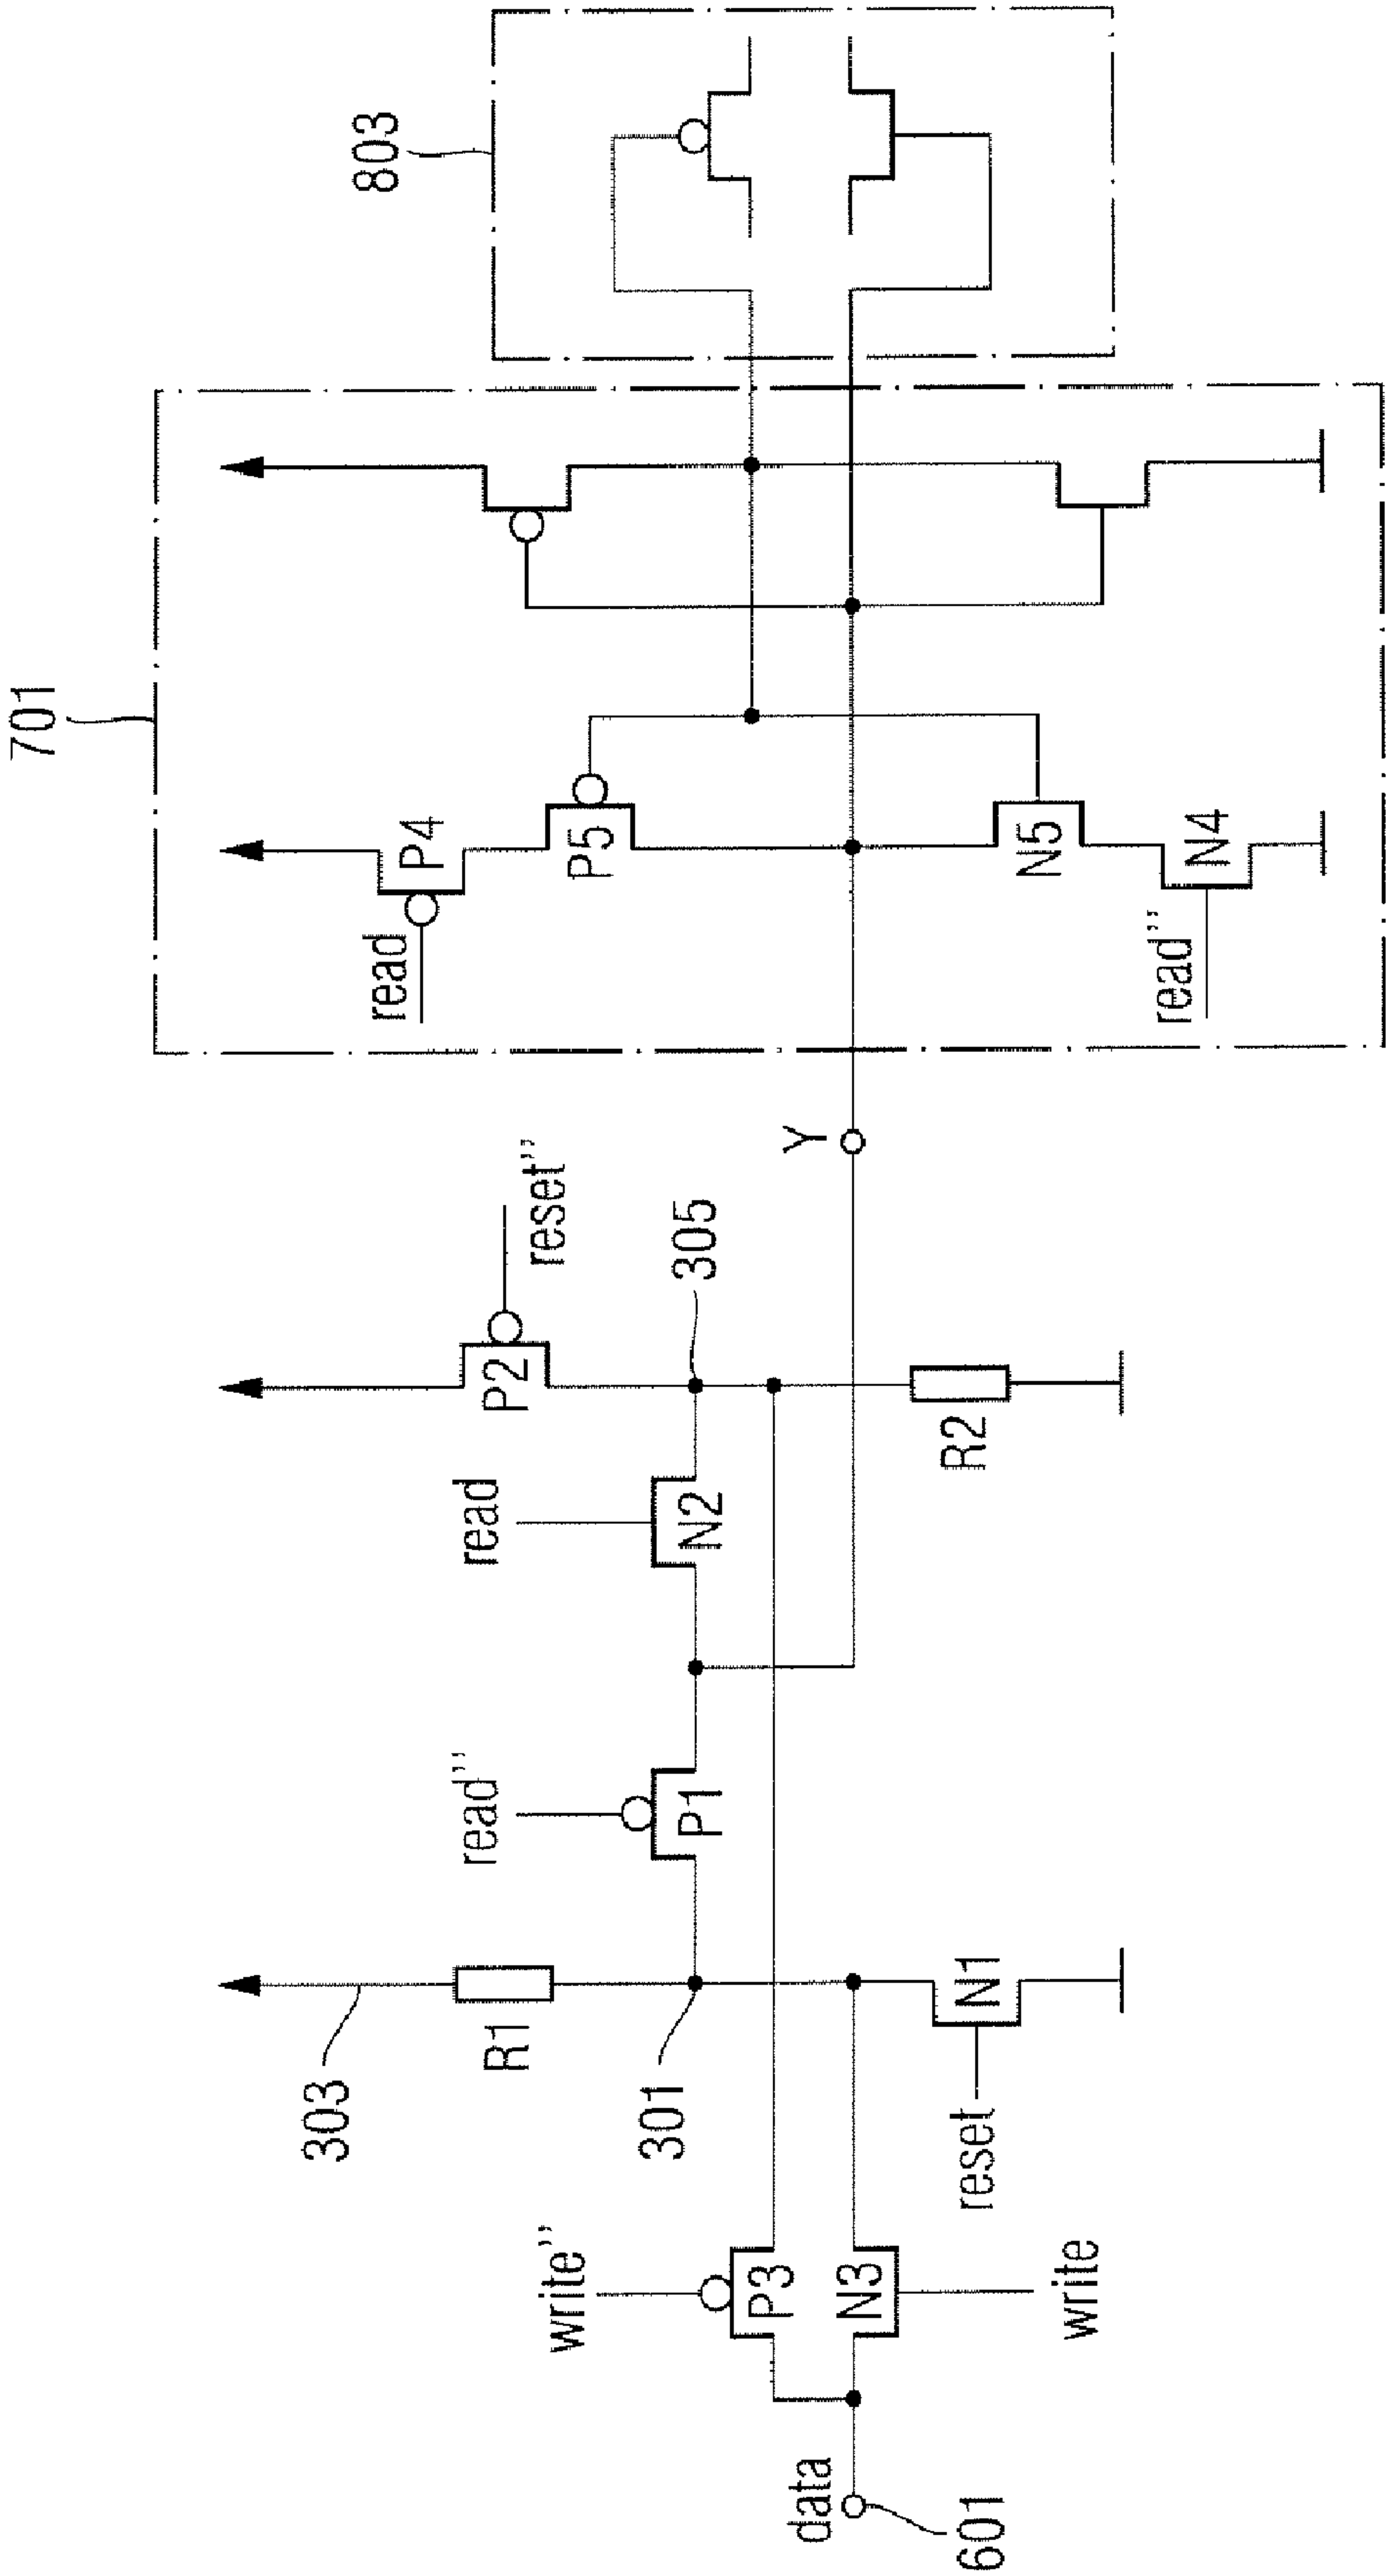 701
803
303
read
P4
read''
read
R1
P2
reset''
write''
P5
301
P1
N2
305
P3
data
Y
N3
601
reset
N1
R2
N5
write
read''
N4